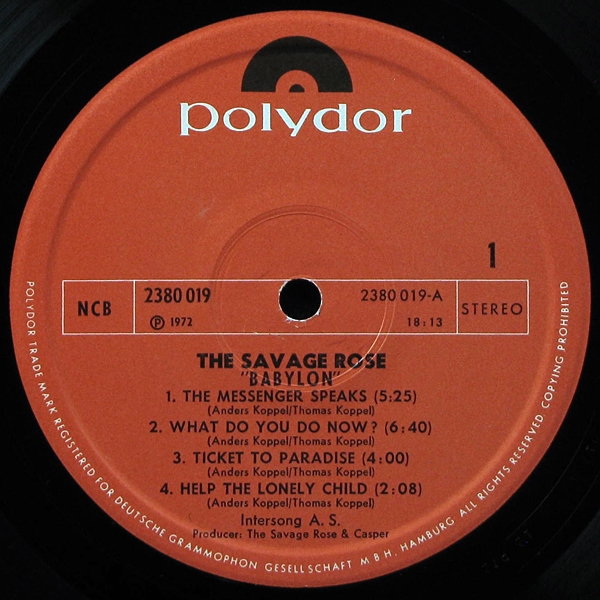 polydor
1
NCB
2380 019
Ⓟ 1972
2380 019-A
18:13
STEREO
THE SAVAGE ROSE
"BABYLON"
1. THE MESSENGER SPEAKS (5:25)
(Anders Koppel/Thomas Koppel)
2. WHAT DO YOU DO NOW? (6:40)
(Anders Koppel/Thomas Koppel)
3. TICKET TO PARADISE (4:00)
(Anders Koppel/Thomas Koppel)
4. HELP THE LONELY CHILD (2:08)
(Anders Koppel/Thomas Koppel)
Intersong A. S.
Producer: The Savage Rose & Casper
POLYDOR TRADE MARK REGISTERED FOR DEUTSCHE GRAMMOPHON GESELLSCHAFT M B H. HAMBURG ALL RIGHTS RESERVED COPYING PROHIBITED